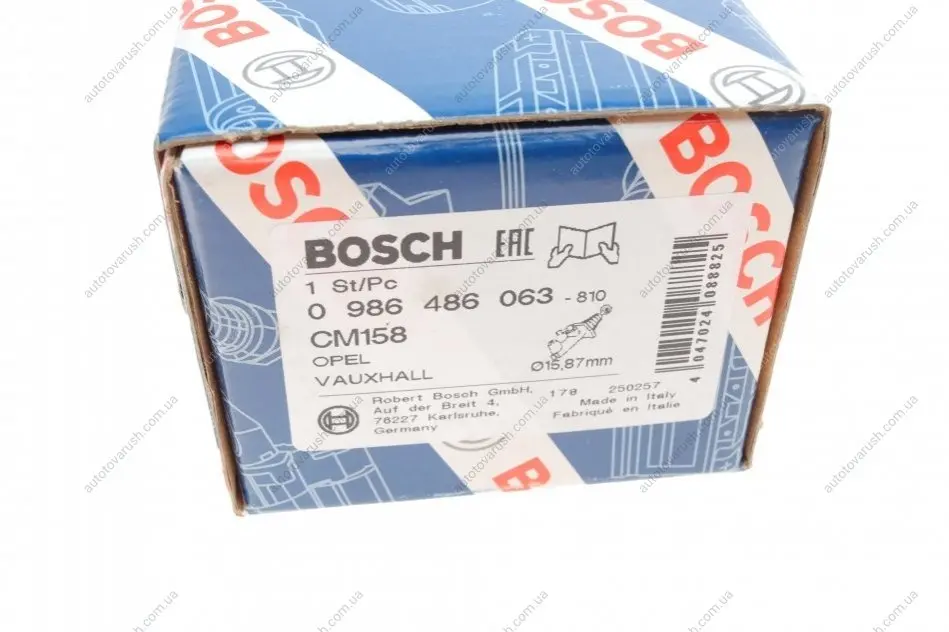 BOSCH
BOSCH
BOSCH
BOSCH
BOSCH EAC
1 St/Pc
0 986 486 063 - 810
CM158
OPEL
VAUXHALL
Ø15,87mm
4 047024 088825
Robert Bosch GmbH, 178 250257
Auf der Breit 4, Made in Italy
76227 Karlsruhe, Fabriqué en Italie
Germany
autotovarush.com.ua